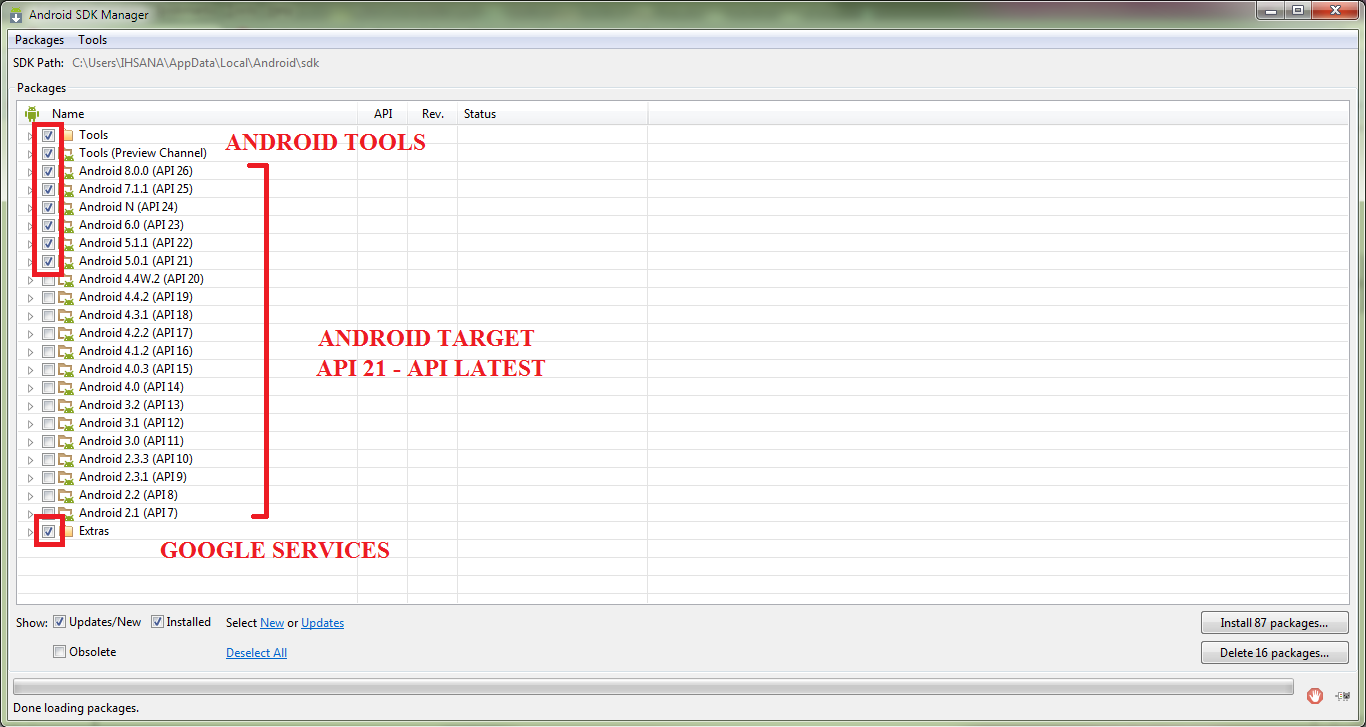 Android SDK Manager
Packages Tools
SDK Path: C:\Users\IHSANA\AppData\Local\Android\sdk
Packages
Name API Rev. Status
Tools
ANDROID TOOLS
Tools (Preview Channel)
Android 8.0.0 (API 26)
Android 7.1.1 (API 25)
Android N (API 24)
Android 6.0 (API 23)
Android 5.1.1 (API 22)
Android 5.0.1 (API 21)
Android 4.4W.2 (API 20)
Android 4.4.2 (API 19)
Android 4.3.1 (API 18)
Android 4.2.2 (API 17)
ANDROID TARGET
Android 4.1.2 (API 16)
Android 4.0.3 (API 15)
API 21 - API LATEST
Android 4.0 (API 14)
Android 3.2 (API 13)
Android 3.1 (API 12)
Android 3.0 (API 11)
Android 2.3.3 (API 10)
Android 2.3.1 (API 9)
Android 2.2 (API 8)
Android 2.1 (API 7)
Extras
GOOGLE SERVICES
Show: Updates/New Installed Select New or Updates Install 87 packages...
Obsolete Deselect All Delete 16 packages...
Done loading packages.